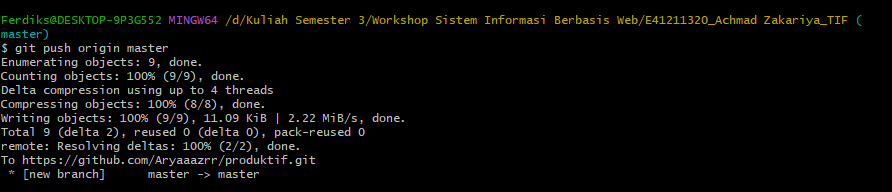 Ferdiks@DESKTOP-9P3G552 MINGW64 /d/Kuliah Semester 3/Workshop Sistem Informasi Berbasis Web/E41211320_Achmad Zakariya_TIF (
master)
$ git push origin master
Enumerating objects: 9, done.
Counting objects: 100% (9/9), done.
Delta compression using up to 4 threads
Compressing objects: 100% (8/8), done.
Writing objects: 100% (9/9), 11.09 KiB | 2.22 MiB/s, done.
Total 9 (delta 2), reused 0 (delta 0), pack-reused 0
remote: Resolving deltas: 100% (2/2), done.
To https://github.com/Aryaaazrr/produktif.git
 * [new branch]      master -> master